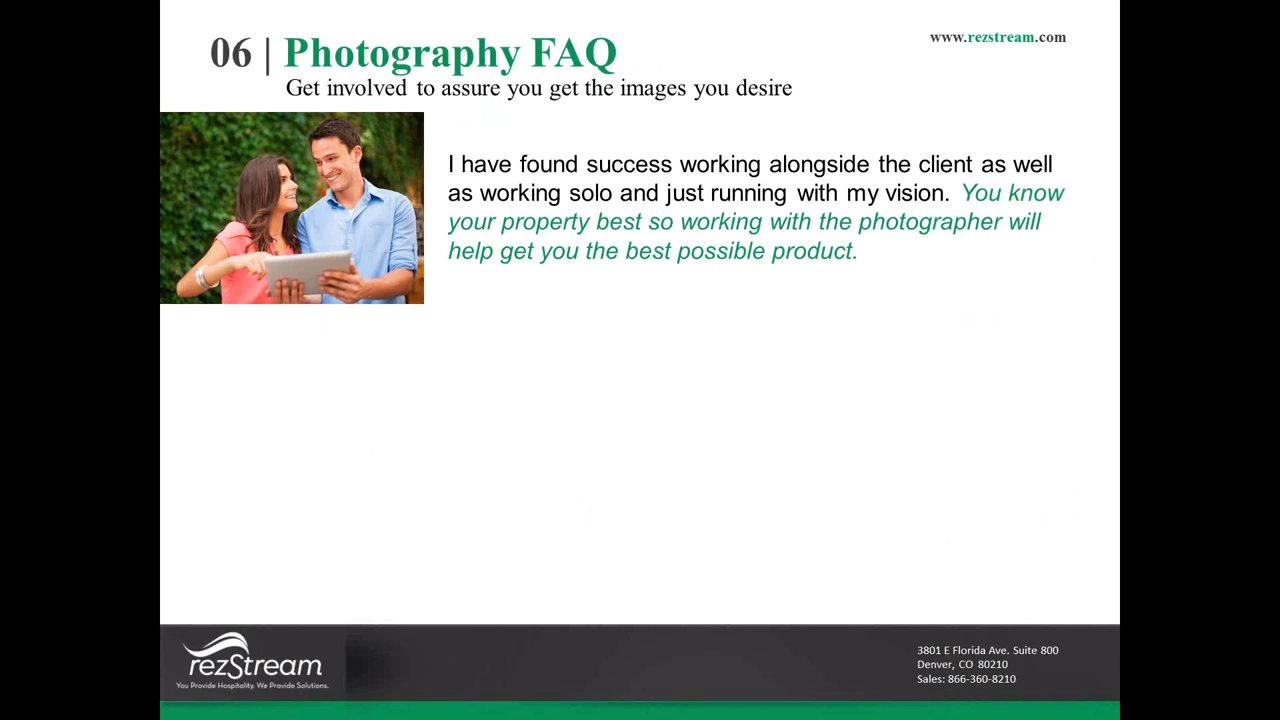 06 | Photography FAQ
www.rezstream.com
Get involved to assure you get the images you desire
I have found success working alongside the client as well
as working solo and just running with my vision. You know
your property best so working with the photographer will
help get you the best possible product.
rezStream
You Provide Hospitality. We Provide Solutions.
3801 E Florida Ave. Suite 800
Denver, CO 80210
Sales: 866-360-8210